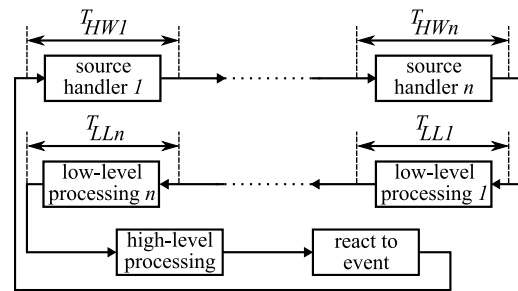 T_HW1
T_HWn
source
handler 1
source
handler n
T_LLn
T_LL1
low-level
processing n
low-level
processing 1
high-level
processing
react to
event